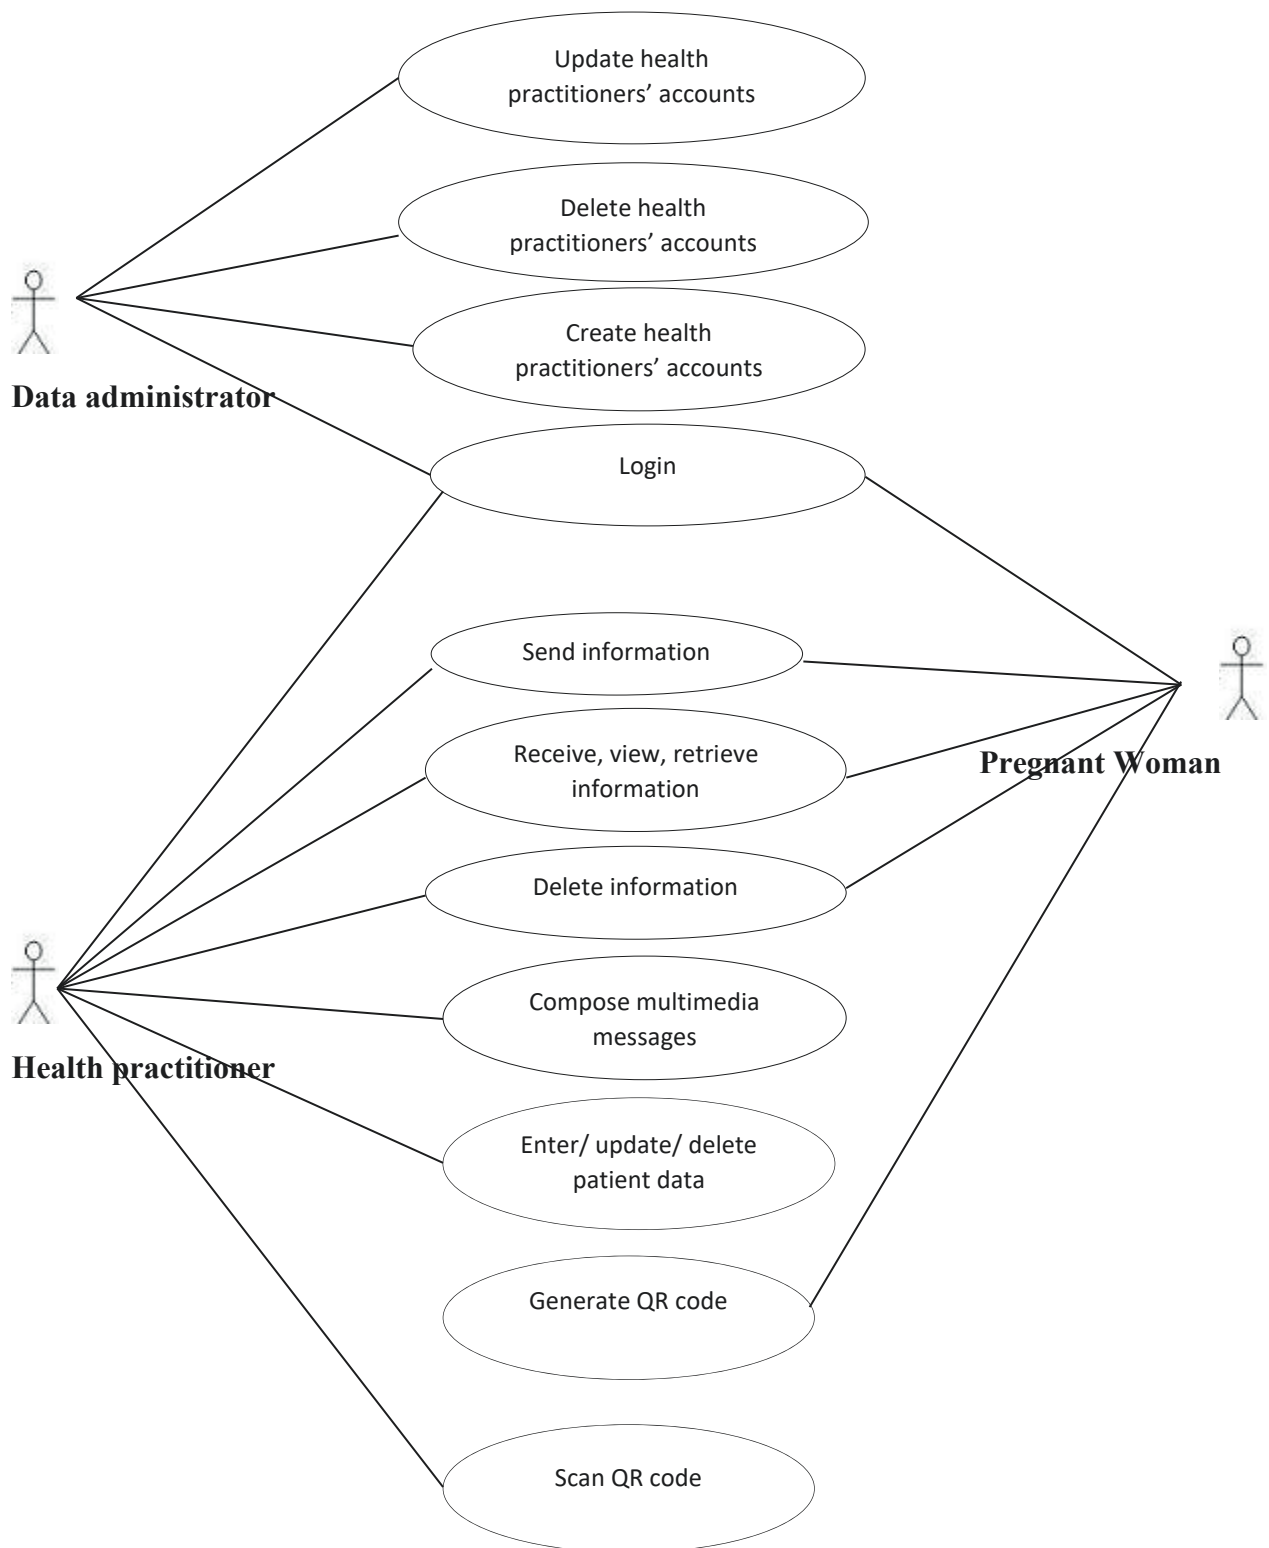 Update health
practitioners’ accounts
Delete health
practitioners’ accounts
Create health
practitioners’ accounts
Data administrator
Login
Send information
Receive, view, retrieve
information
Pregnant Woman
Delete information
Compose multimedia
messages
Health practitioner
Enter/ update/ delete
patient data
Generate QR code
Scan QR code